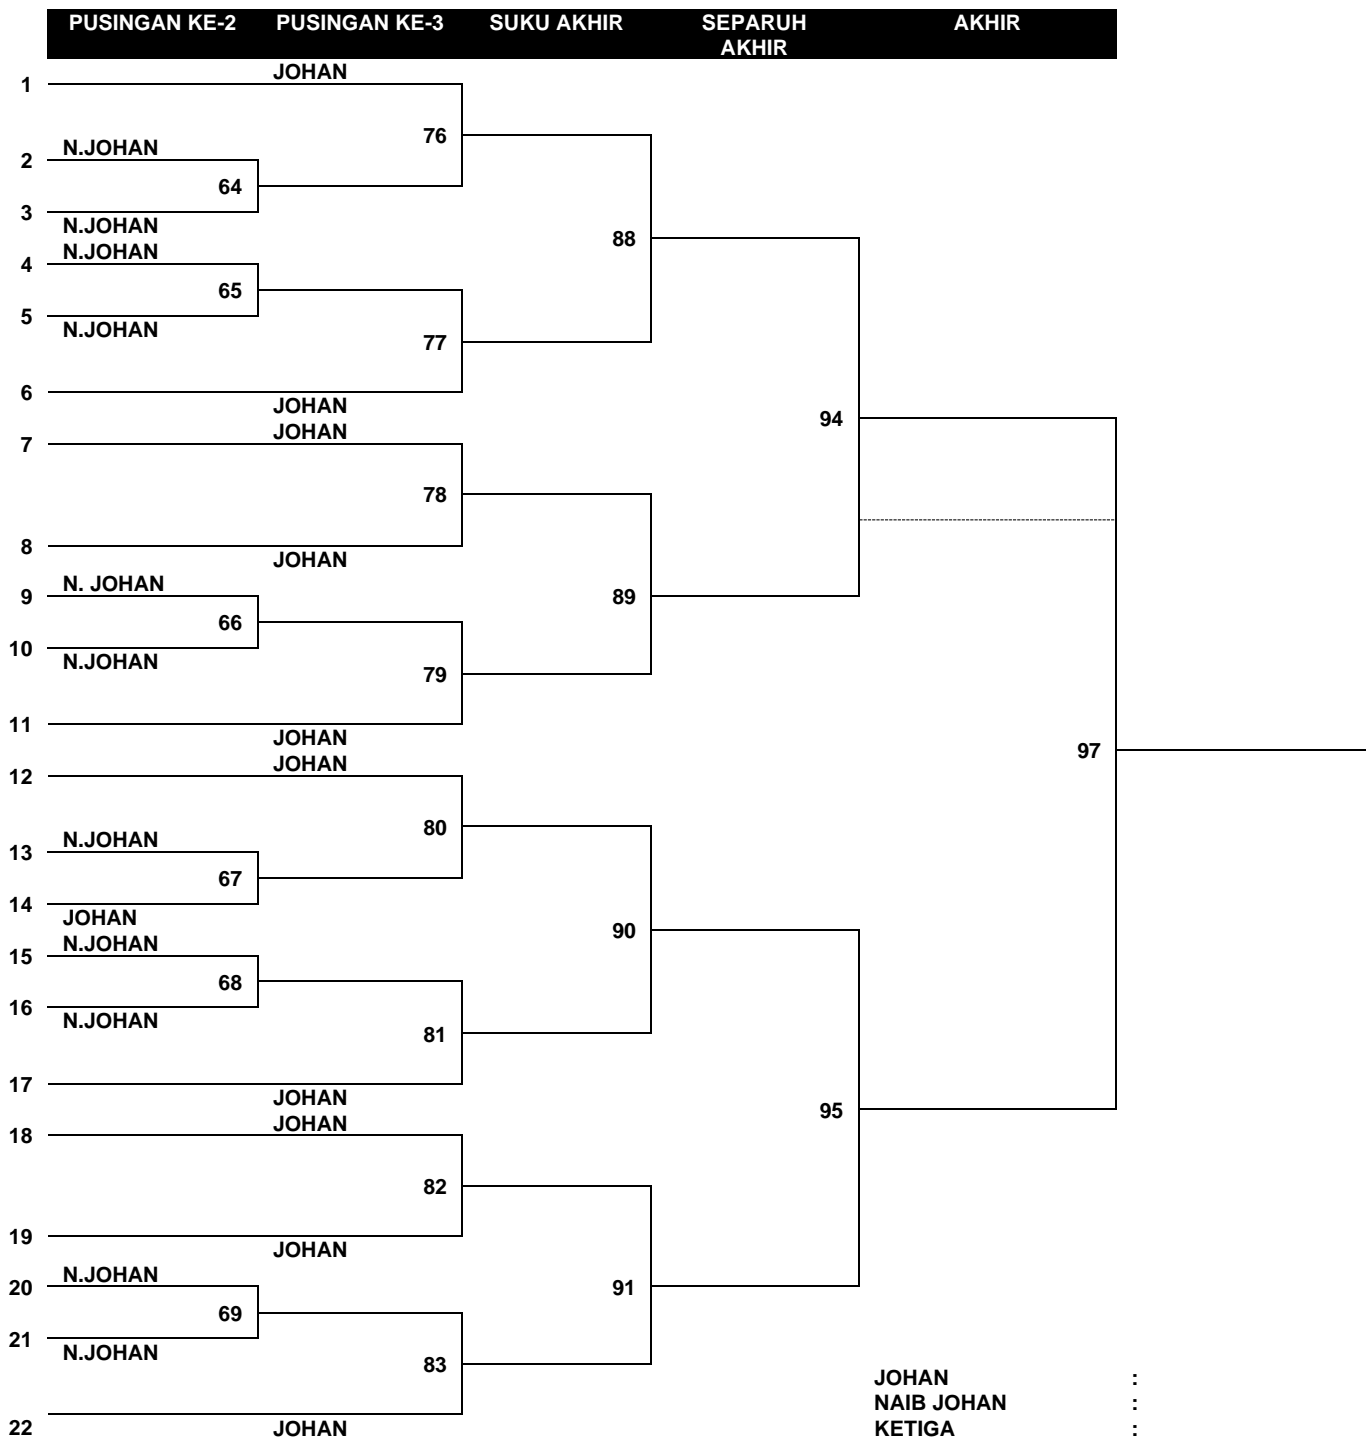 PUSINGAN KE-2 PUSINGAN KE-3 SUKU AKHIR SEPARUH AKHIR AKHIR
JOHAN
1
76
N.JOHAN
2
64
3
N.JOHAN
N.JOHAN
88
4
65
5
N.JOHAN
77
6
JOHAN
94
JOHAN
7
78
8
JOHAN
N. JOHAN
9
89
66
10
N.JOHAN
79
11
JOHAN
97
JOHAN
12
80
N.JOHAN
13
67
14
JOHAN
90
N.JOHAN
15
68
16
N.JOHAN
81
17
JOHAN
95
JOHAN
18
82
19
JOHAN
N.JOHAN
20
91
69
21
N.JOHAN
83
JOHAN :
NAIB JOHAN :
22
JOHAN
KETIGA :